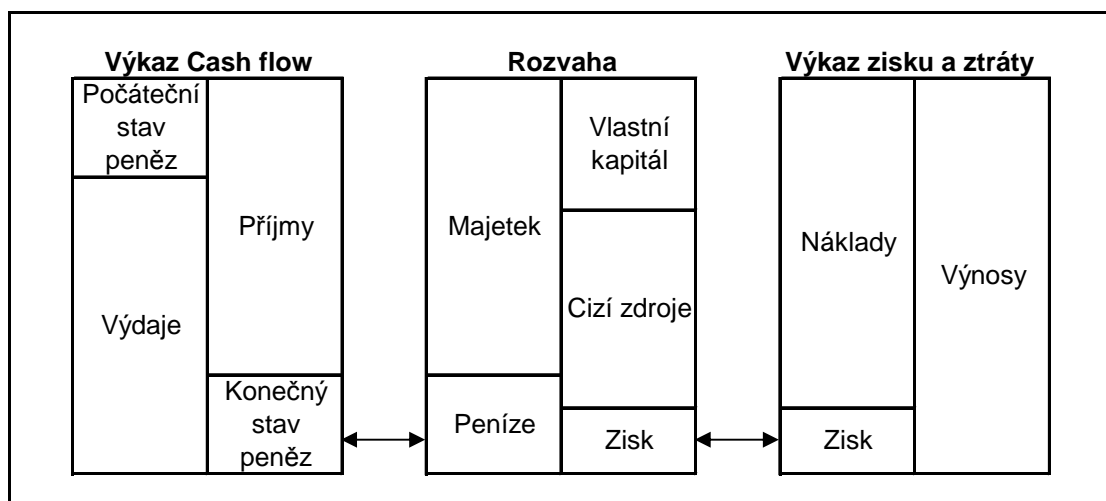 Výkaz Cash flow
Počáteční
stav
peněz
Výdaje
Příjmy
Konečný
stav
peněz
Rozvaha
Majetek
Peníze
Vlastní
kapitál
Cizí zdroje
Zisk
Výkaz zisku a ztráty
Náklady
Zisk
Výnosy